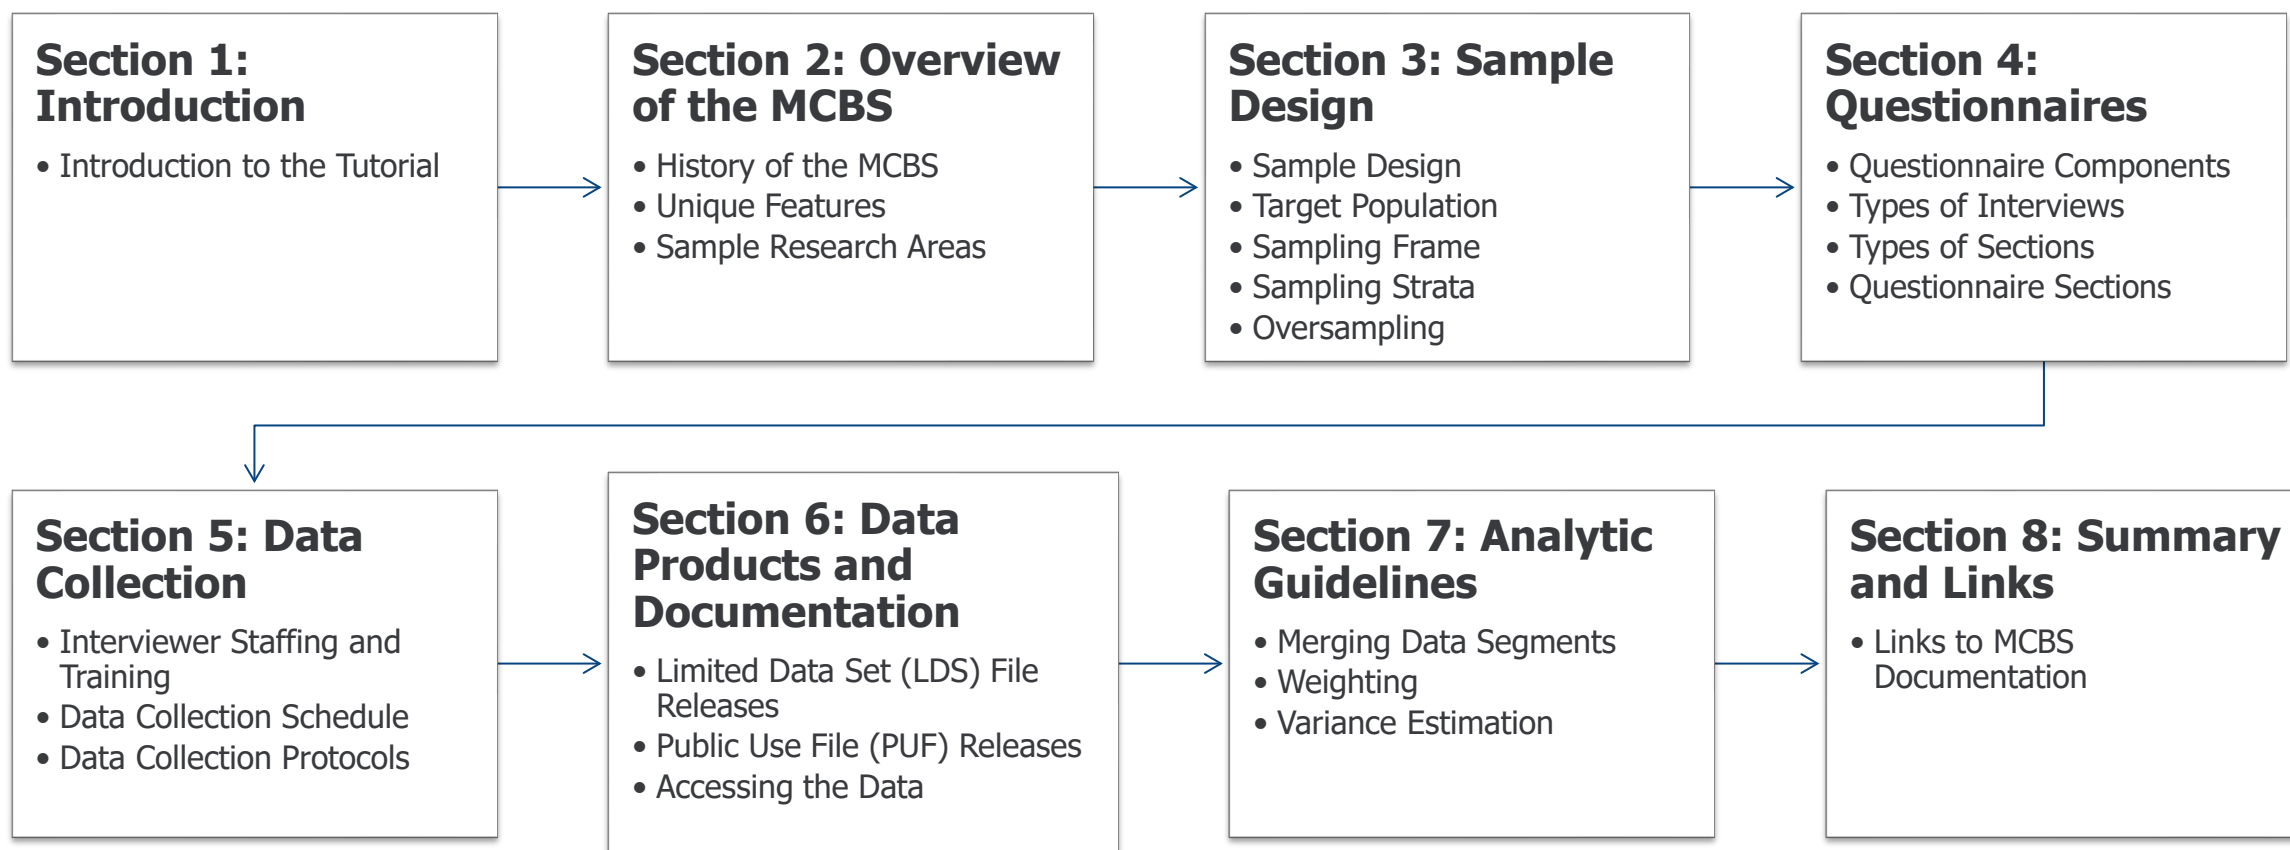 Section 1:
Introduction
• Introduction to the Tutorial
Section 2: Overview
of the MCBS
• History of the MCBS
• Unique Features
• Sample Research Areas
Section 3: Sample
Design
• Sample Design
• Target Population
• Sampling Frame
• Sampling Strata
• Oversampling
Section 4:
Questionnaires
• Questionnaire Components
• Types of Interviews
• Types of Sections
• Questionnaire Sections
Section 5: Data
Collection
• Interviewer Staffing and
Training
• Data Collection Schedule
• Data Collection Protocols
Section 6: Data
Products and
Documentation
• Limited Data Set (LDS) File
Releases
• Public Use File (PUF) Releases
• Accessing the Data
Section 7: Analytic
Guidelines
• Merging Data Segments
• Weighting
• Variance Estimation
Section 8: Summary
and Links
• Links to MCBS
Documentation